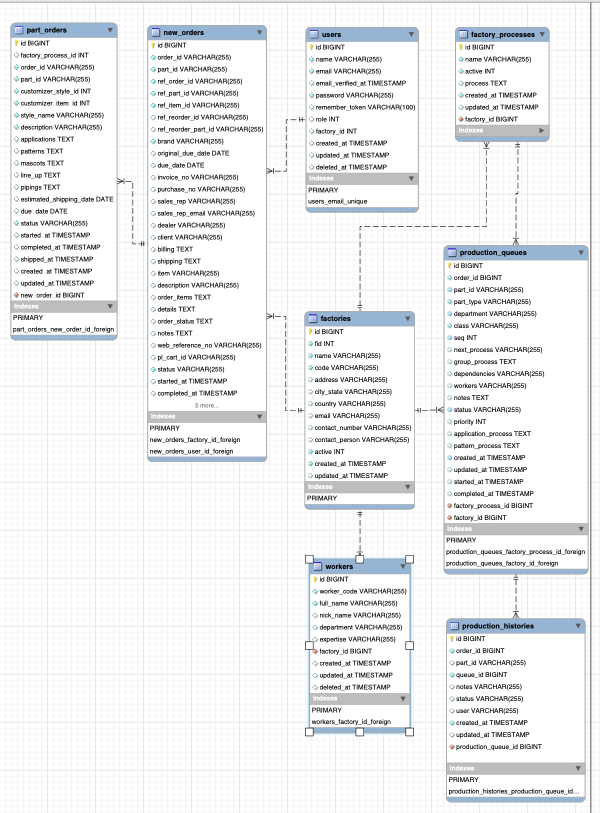 part_orders
id BIGINT
factory_process_id INT
order_id VARCHAR(255)
part_id VARCHAR(255)
customizer_style_id INT
customizer_item_id INT
style_name VARCHAR(255)
description VARCHAR(255)
applications TEXT
patterns TEXT
mascots TEXT
line_up TEXT
pipings TEXT
estimated_shipping_date DATE
due_date DATE
status VARCHAR(255)
started_at TIMESTAMP
completed_at TIMESTAMP
shipped_at TIMESTAMP
created_at TIMESTAMP
updated_at TIMESTAMP
new_order_id BIGINT
Indexes
PRIMARY
part_orders_new_order_id_foreign
new_orders
id BIGINT
order_id VARCHAR(255)
part_id VARCHAR(255)
ref_order_id VARCHAR(255)
ref_part_id VARCHAR(255)
ref_item_id VARCHAR(255)
ref_reorder_id VARCHAR(255)
ref_reorder_part_id VARCHAR(255)
brand VARCHAR(255)
original_due_date DATE
due_date DATE
invoice_no VARCHAR(255)
purchase_no VARCHAR(255)
sales_rep VARCHAR(255)
sales_rep_email VARCHAR(255)
dealer VARCHAR(255)
client VARCHAR(255)
billing TEXT
shipping TEXT
item VARCHAR(255)
description VARCHAR(255)
order_items TEXT
details TEXT
order_status TEXT
notes TEXT
web_reference_no VARCHAR(255)
pl_cart_id VARCHAR(255)
status VARCHAR(255)
started_at TIMESTAMP
completed_at TIMESTAMP
5 more...
Indexes
PRIMARY
new_orders_factory_id_foreign
new_orders_user_id_foreign
users
id BIGINT
name VARCHAR(255)
email VARCHAR(255)
email_verified_at TIMESTAMP
password VARCHAR(255)
remember_token VARCHAR(100)
role INT
factory_id INT
created_at TIMESTAMP
updated_at TIMESTAMP
deleted_at TIMESTAMP
Indexes
PRIMARY
users_email_unique
factory_processes
id BIGINT
name VARCHAR(255)
active INT
process TEXT
created_at TIMESTAMP
updated_at TIMESTAMP
factory_id BIGINT
Indexes
factories
id BIGINT
fid INT
name VARCHAR(255)
code VARCHAR(255)
address VARCHAR(255)
city_state VARCHAR(255)
country VARCHAR(255)
email VARCHAR(255)
contact_number VARCHAR(255)
contact_person VARCHAR(255)
active INT
created_at TIMESTAMP
updated_at TIMESTAMP
Indexes
PRIMARY
production_queues
id BIGINT
order_id BIGINT
part_id VARCHAR(255)
part_type VARCHAR(255)
department VARCHAR(255)
class VARCHAR(255)
seq INT
next_process VARCHAR(255)
group_process TEXT
dependencies VARCHAR(255)
workers VARCHAR(255)
notes TEXT
status VARCHAR(255)
priority INT
application_process TEXT
pattern_process TEXT
created_at TIMESTAMP
updated_at TIMESTAMP
started_at TIMESTAMP
completed_at TIMESTAMP
factory_process_id BIGINT
factory_id BIGINT
Indexes
PRIMARY
production_queues_factory_process_id_foreign
production_queues_factory_id_foreign
workers
id BIGINT
worker_code VARCHAR(255)
full_name VARCHAR(255)
nick_name VARCHAR(255)
department VARCHAR(255)
expertise VARCHAR(255)
factory_id BIGINT
created_at TIMESTAMP
updated_at TIMESTAMP
deleted_at TIMESTAMP
Indexes
PRIMARY
workers_factory_id_foreign
production_histories
id BIGINT
order_id BIGINT
part_id VARCHAR(255)
queue_id BIGINT
notes VARCHAR(255)
status VARCHAR(255)
user VARCHAR(255)
created_at TIMESTAMP
updated_at TIMESTAMP
production_queue_id BIGINT
Indexes
PRIMARY
production_histories_production_queue_id...